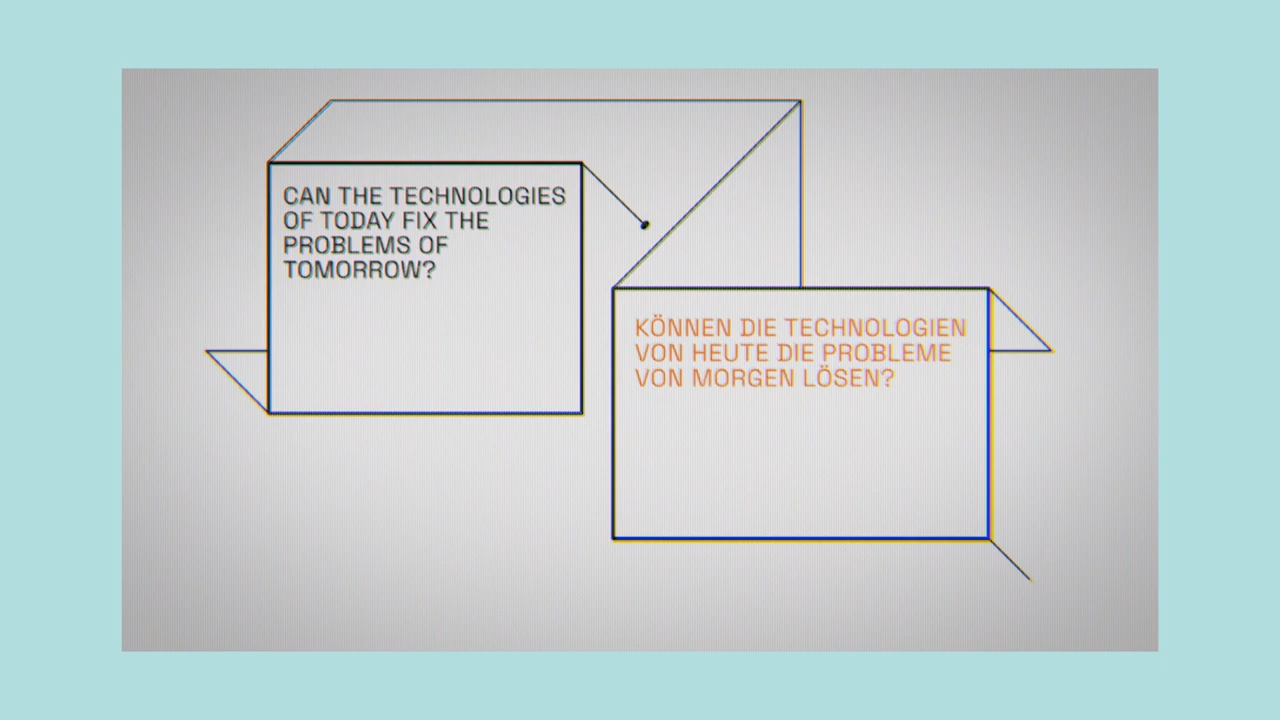 CAN THE TECHNOLOGIES
OF TODAY FIX THE
PROBLEMS OF
TOMORROW?
KÖNNEN DIE TECHNOLOGIEN
VON HEUTE DIE PROBLEME
VON MORGEN LÖSEN?